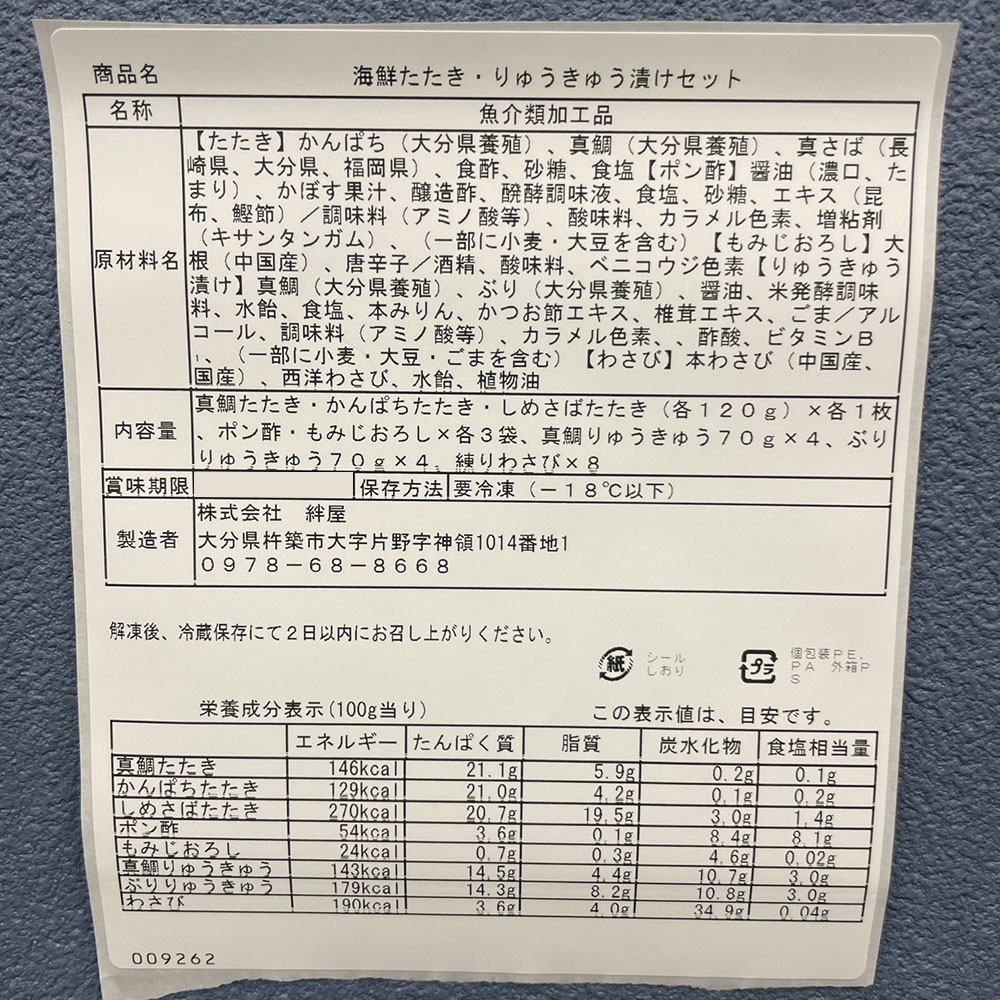 商品名 海鮮たたき・りゅうきゅう漬けセット
名称 魚介類加工品
原材料名
【たたき】かんぱち（大分県養殖）、真鯛（大分県養殖）、真さば（長
崎県、大分県、福岡県）、食酢、砂糖、食塩【ポン酢】醤油（濃口、た
まり）、かぼす果汁、醸造酢、醗酵調味液、食塩、砂糖、エキス（昆
布、鰹節）／調味料（アミノ酸等）、酸味料、カラメル色素、増粘剤
（キサンタンガム）、（一部に小麦・大豆を含む）【もみじおろし】大
根（中国産）、唐辛子／酒精、酸味料、ベニコウジ色素【りゅうきゅう
漬け】真鯛（大分県養殖）、ぶり（大分県養殖）、醤油、米発酵調味
料、水飴、食塩、本みりん、かつお節エキス、椎茸エキス、ごま／アル
コール、調味料（アミノ酸等）、カラメル色素、、酢酸、ビタミンＢ
₁、（一部に小麦・大豆・ごまを含む）【わさび】本わさび（中国産、
国産）、西洋わさび、水飴、植物油
内容量
真鯛たたき・かんぱちたたき・しめさばたたき（各１２０ｇ）×各１枚
、ポン酢・もみじおろし×各３袋、真鯛りゅうきゅう７０ｇ×４、ぶり
りゅうきゅう７０ｇ×４、練りわさび×８
賞味期限 保存方法 要冷凍（－１８℃以下）
製造者
株式会社　絆屋
大分県杵築市大字片野字神領1014番地1
０９７８－６８－８６６８
解凍後、冷蔵保存にて２日以内にお召し上がりください。
紙 シール
しおり
プラ 個包装ＰＥ、
ＰＡ　外箱Ｐ
Ｓ
栄養成分表示(100g当り) この表示値は、目安です。
エネルギー たんぱく質 脂質 炭水化物 食塩相当量
真鯛たたき 146kcal 21.1g 5.9g 0.2g 0.1g
かんぱちたたき 129kcal 21.0g 4.2g 0.1g 0.2g
しめさばたたき 270kcal 20.7g 19.5g 3.0g 1.4g
ポン酢 54kcal 3.6g 0.1g 8.4g 8.1g
もみじおろし 24kcal 0.7g 0.3g 4.6g 0.02g
真鯛りゅうきゅう 143kcal 14.5g 4.4g 10.7g 3.0g
ぶりりゅうきゅう 179kcal 14.3g 8.2g 10.8g 3.0g
わさび 190kcal 3.6g 4.0g 34.9g 0.04g
009262